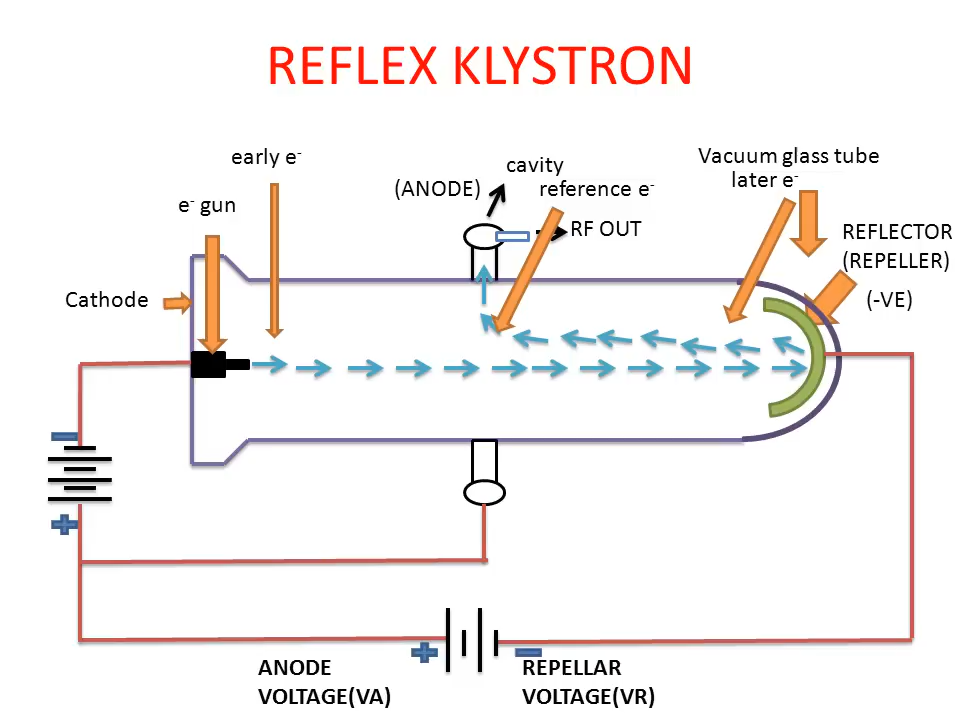 REFLEX KLYSTRON
early e-
cavity
Vacuum glass tube
(ANODE)
reference e-
later e-
e- gun
RF OUT
REFLECTOR
(REPELLER)
Cathode
(-VE)
ANODE
VOLTAGE(VA)
REPELLAR
VOLTAGE(VR)